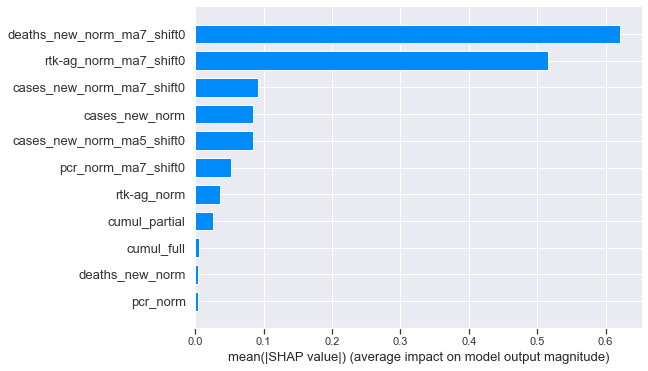 deaths_new_norm_ma7_shift0
rtk-ag_norm_ma7_shift0
cases_new_norm_ma7_shift0
cases_new_norm
cases_new_norm_ma5_shift0
pcr_norm_ma7_shift0
rtk-ag_norm
cumul_partial
cumul_full
deaths_new_norm
pcr_norm
0.0 0.1 0.2 0.3 0.4 0.5 0.6
mean(|SHAP value|) (average impact on model output magnitude)